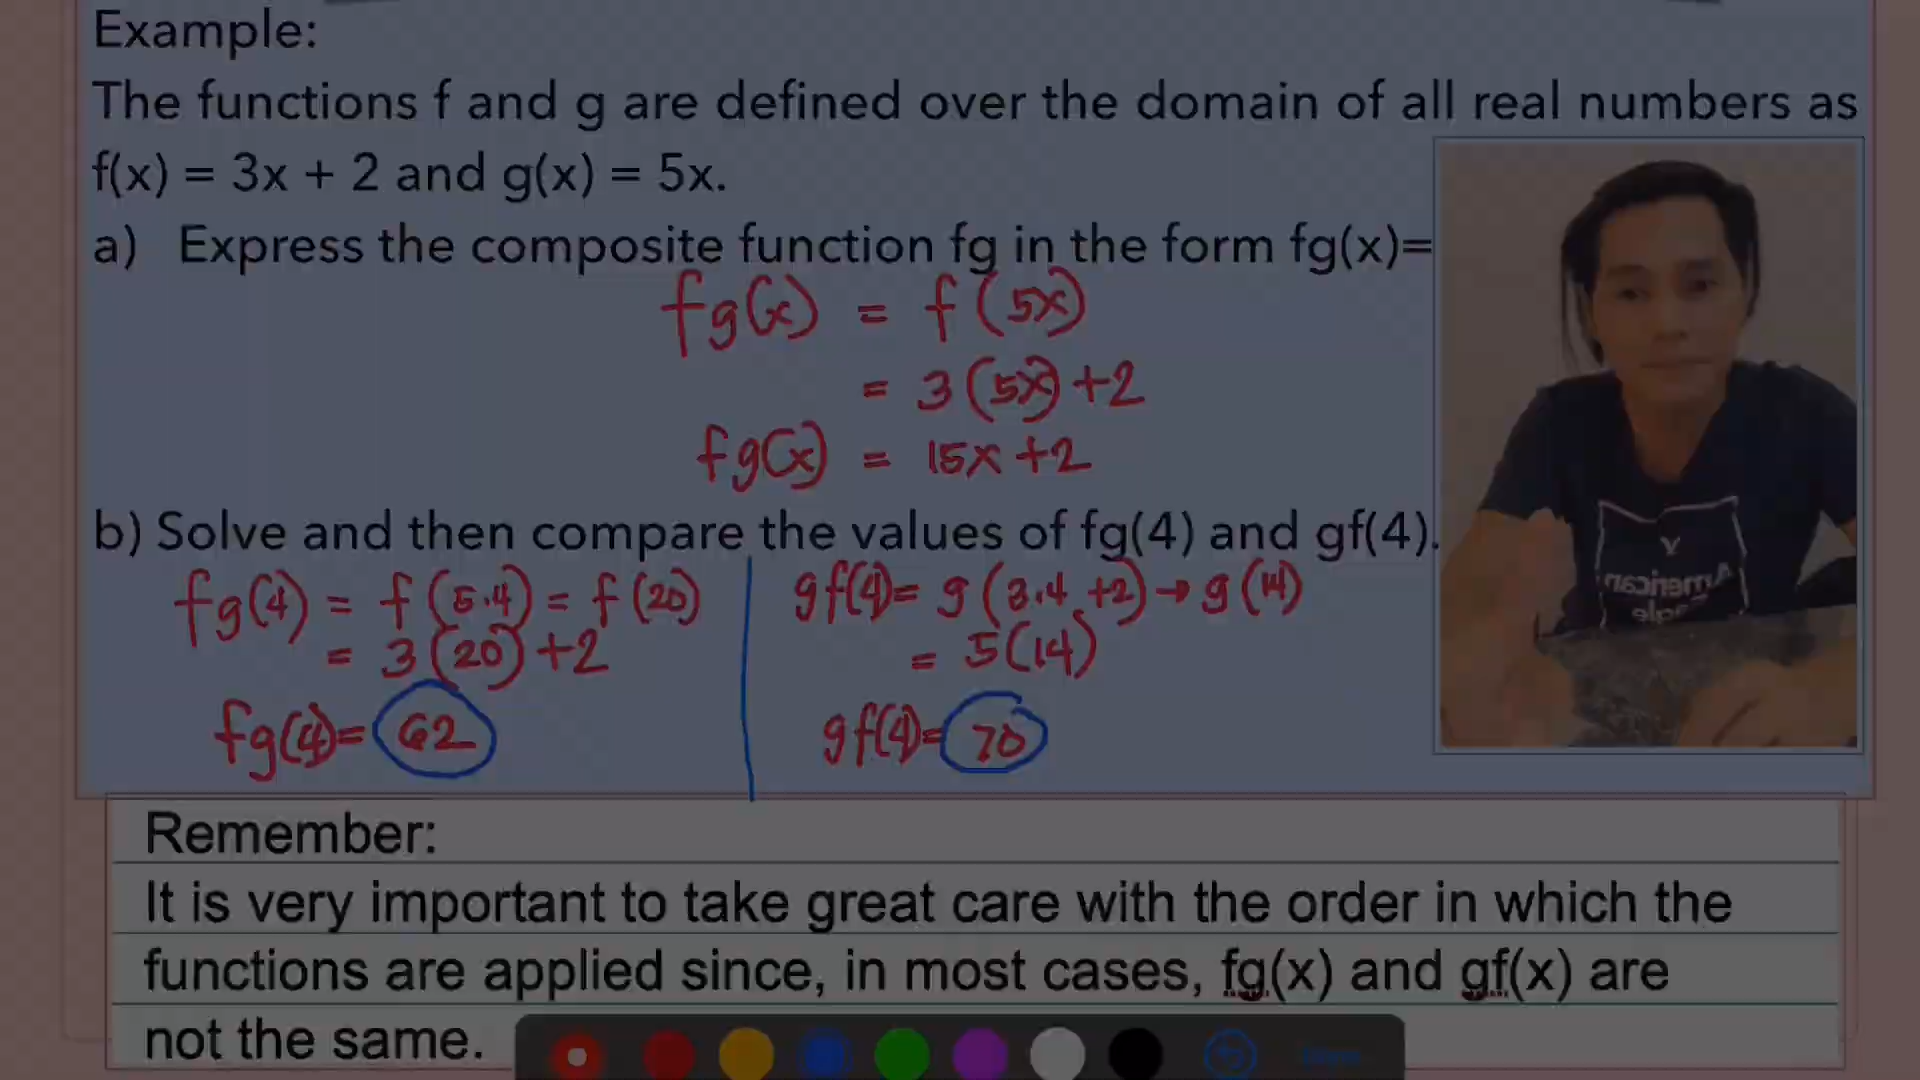 Example:
The functions f and g are defined over the domain of all real numbers as
f(x) = 3x + 2 and g(x) = 5x.
a) Express the composite function fg in the form fg(x)=
fg(x) = f(5x)
= 3(5x)+2
fg(x) = 15x+2
b) Solve and then compare the values of fg(4) and gf(4).
fg(4) = f(5·4) = f(20)
= 3(20)+2
fg(4)= 62
gf(4)= g(3·4 +2)→g(14)
= 5(14)
gf(4)= 70
American
Eagle
Remember:
It is very important to take great care with the order in which the
functions are applied since, in most cases, fg(x) and gf(x) are
not the same.